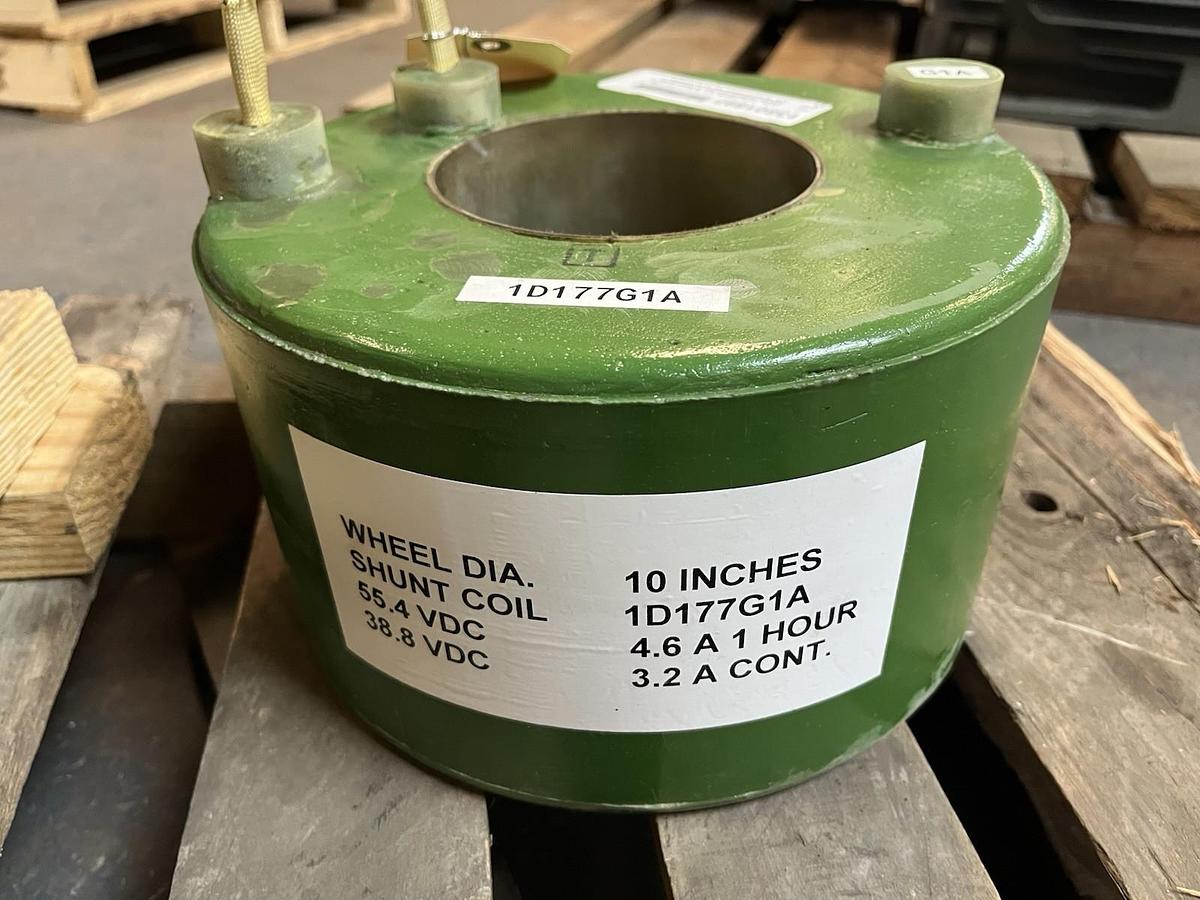 G1A
1D177G1A
WHEEL DIA. 10 INCHES
SHUNT COIL 1D177G1A
55.4 VDC 4.6 A 1 HOUR
38.8 VDC 3.2 A CONT.